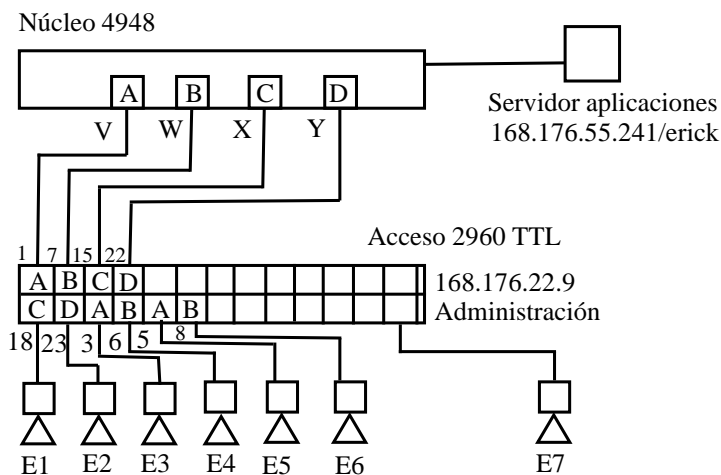 Núcleo 4948
A B C D
V W X Y
Servidor aplicaciones
168.176.55.241/erick
Acceso 2960 TTL
1 7 15 22
A B C D
168.176.22.9
C D A B A B
Administración
18 23 3 6 5 8
E1 E2 E3 E4 E5 E6 E7